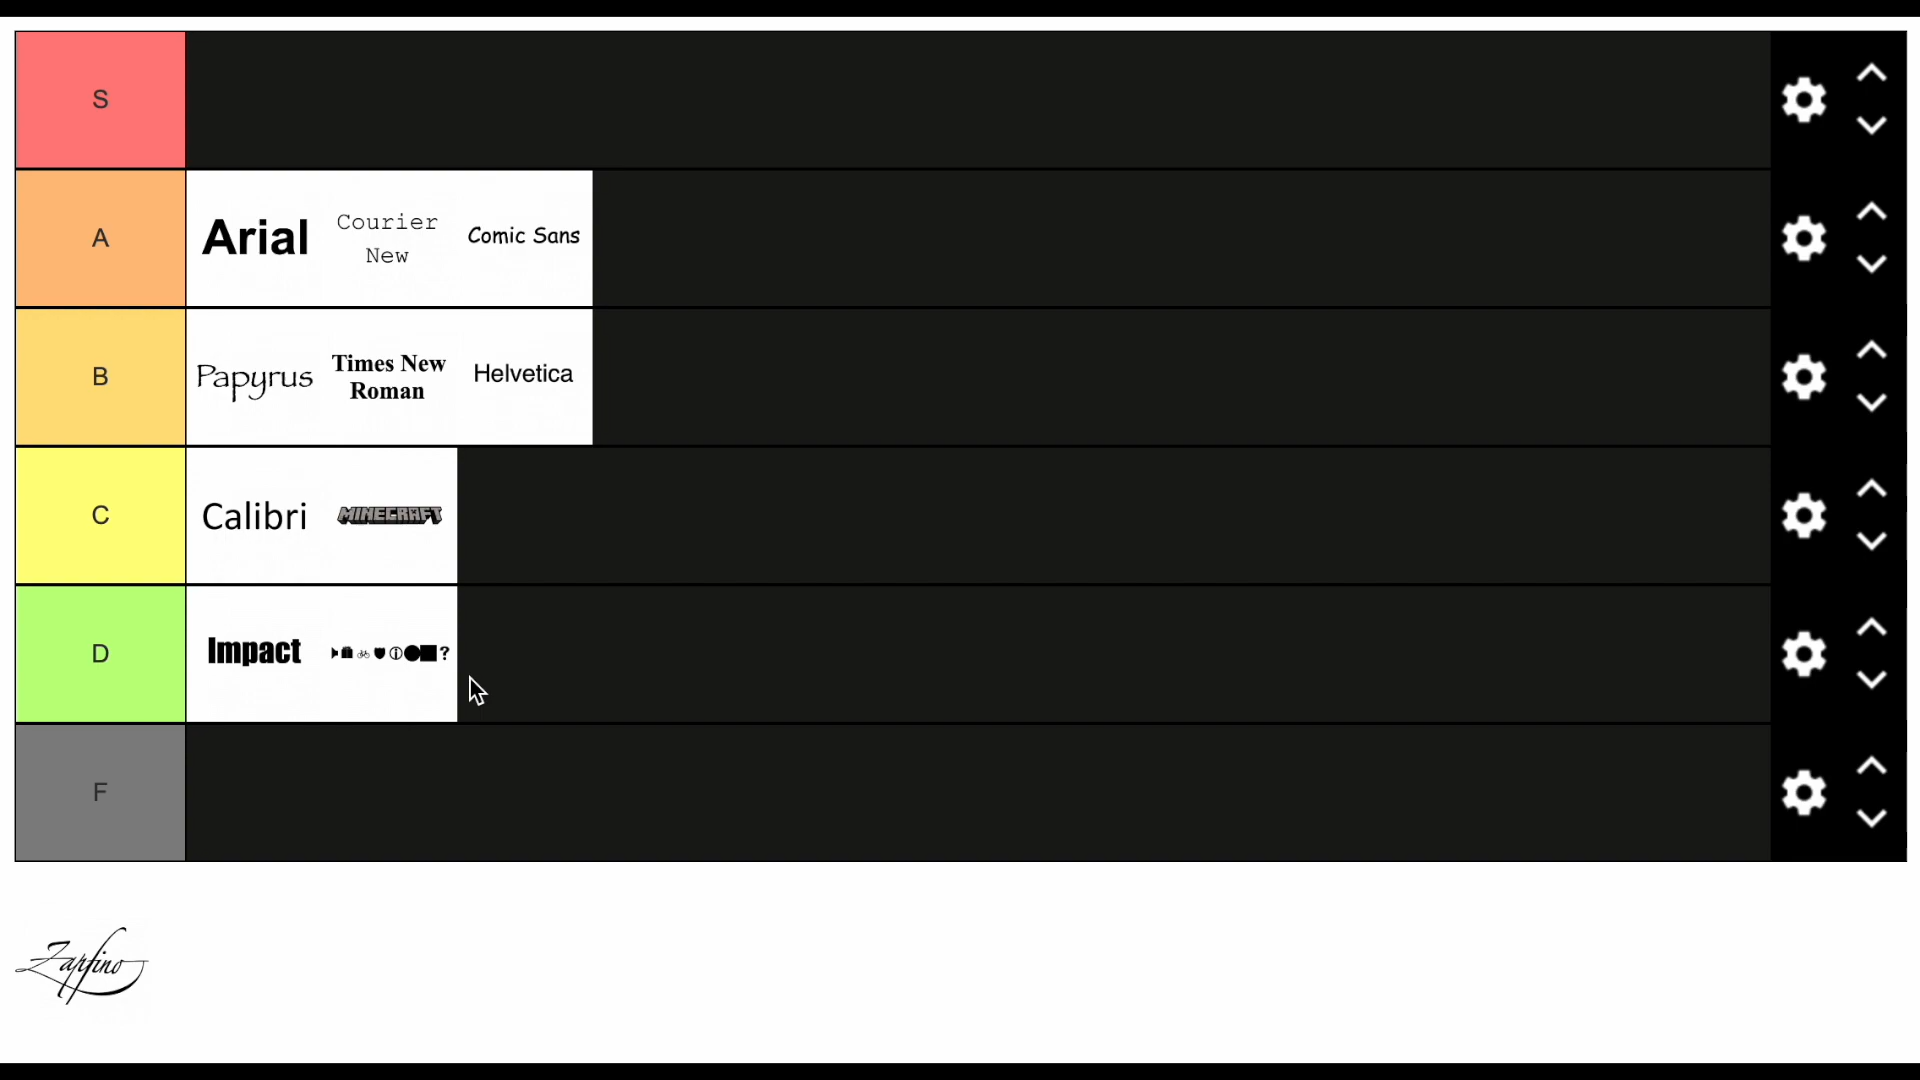 S
A
Arial
Courier
New
Comic Sans
B
Papyrus
Times New
Roman
Helvetica
C
Calibri
MINECRAFT
D
Impact
?
F
Zapfino